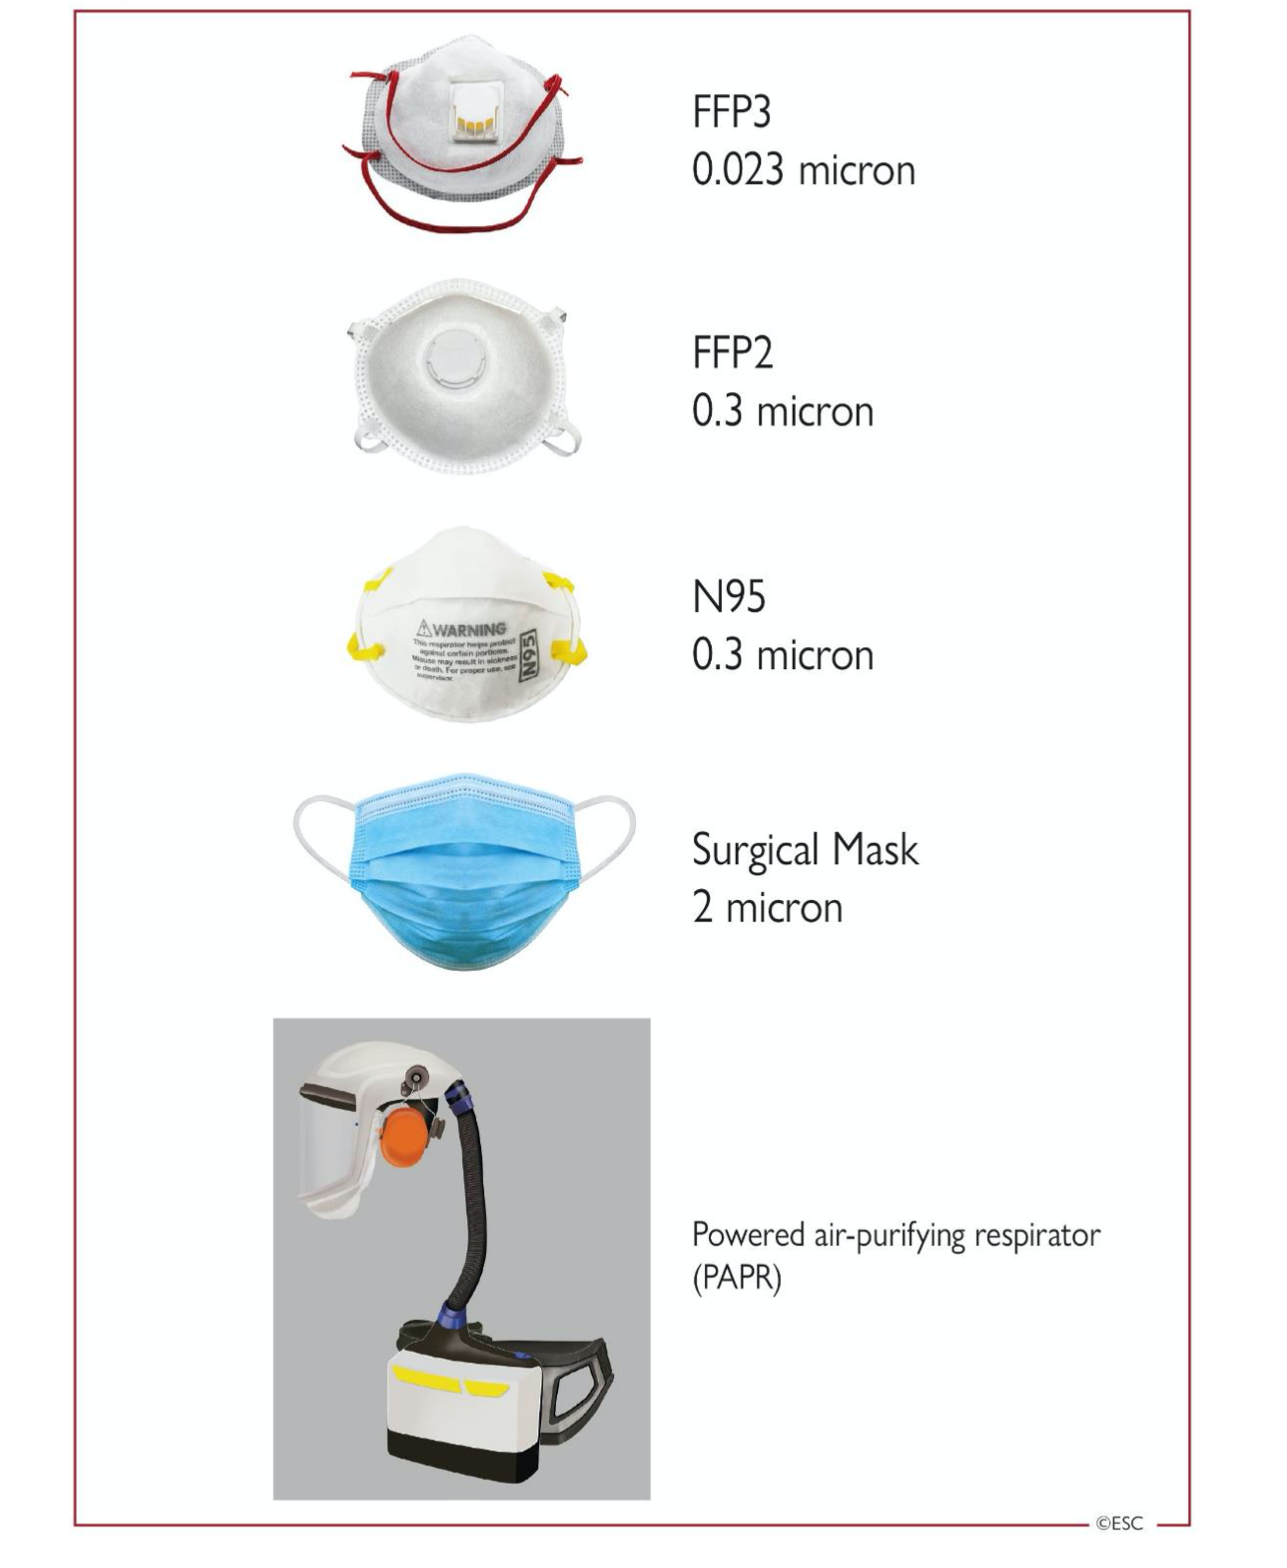 FFP3
0.023 micron
FFP2
0.3 micron
WARNING
This respirator helps protect
against certain particles.
Misuse may result in sickness
or death. For proper use, see
supervisor.
N95
N95
0.3 micron
Surgical Mask
2 micron
Powered air-purifying respirator
(PAPR)
©ESC